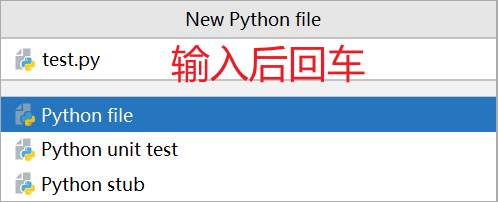 New Python file
test.py
输入后回车
Python file
Python unit test
Python stub